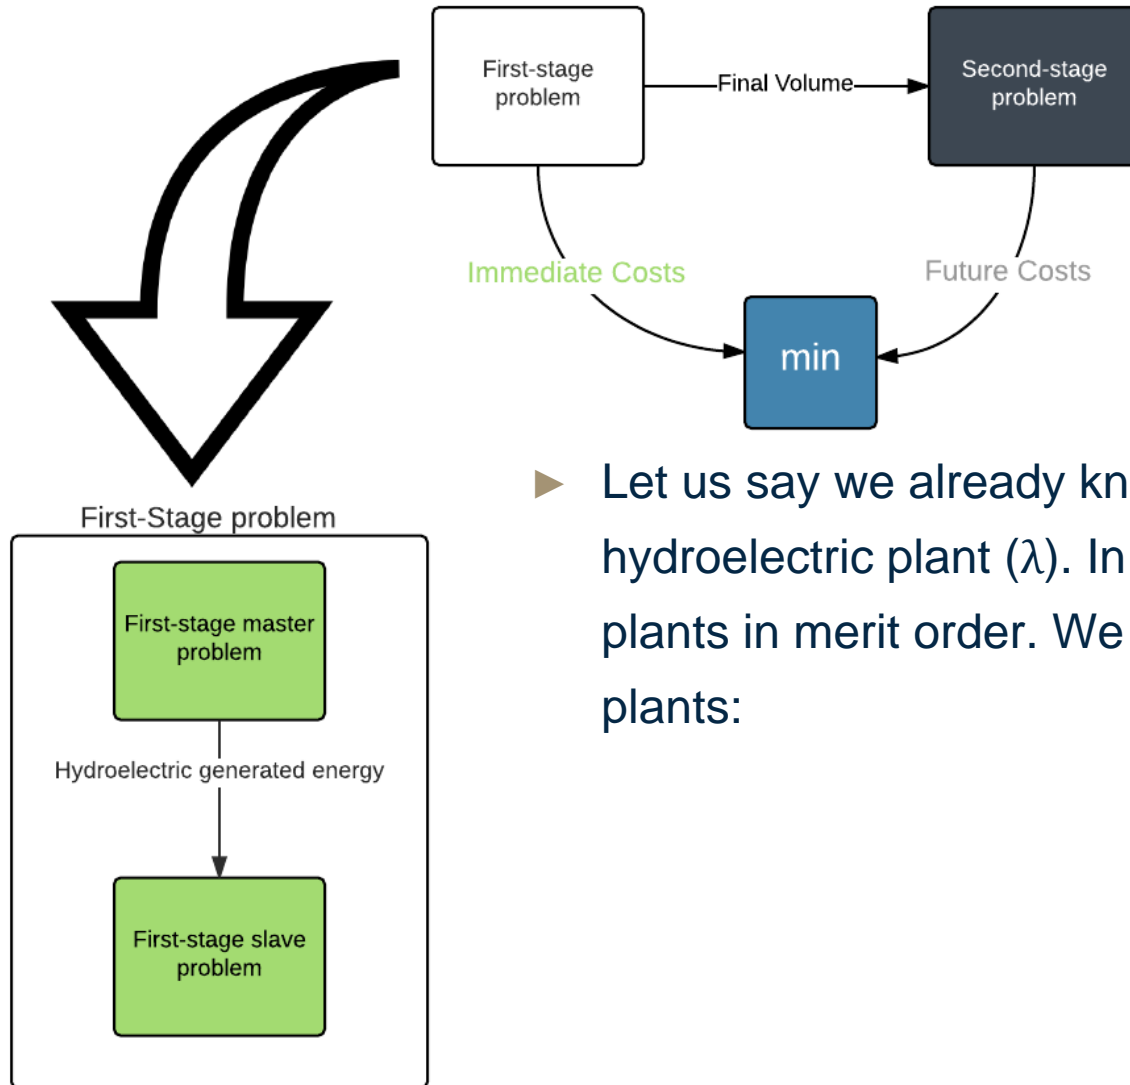 First-stage
problem
Final Volume
Second-stage
problem
Immediate Costs
Future Costs
min
► Let us say we already kn
hydroelectric plant (λ). In
plants in merit order. We
plants:
First-Stage problem
First-stage master
problem
Hydroelectric generated energy
First-stage slave
problem